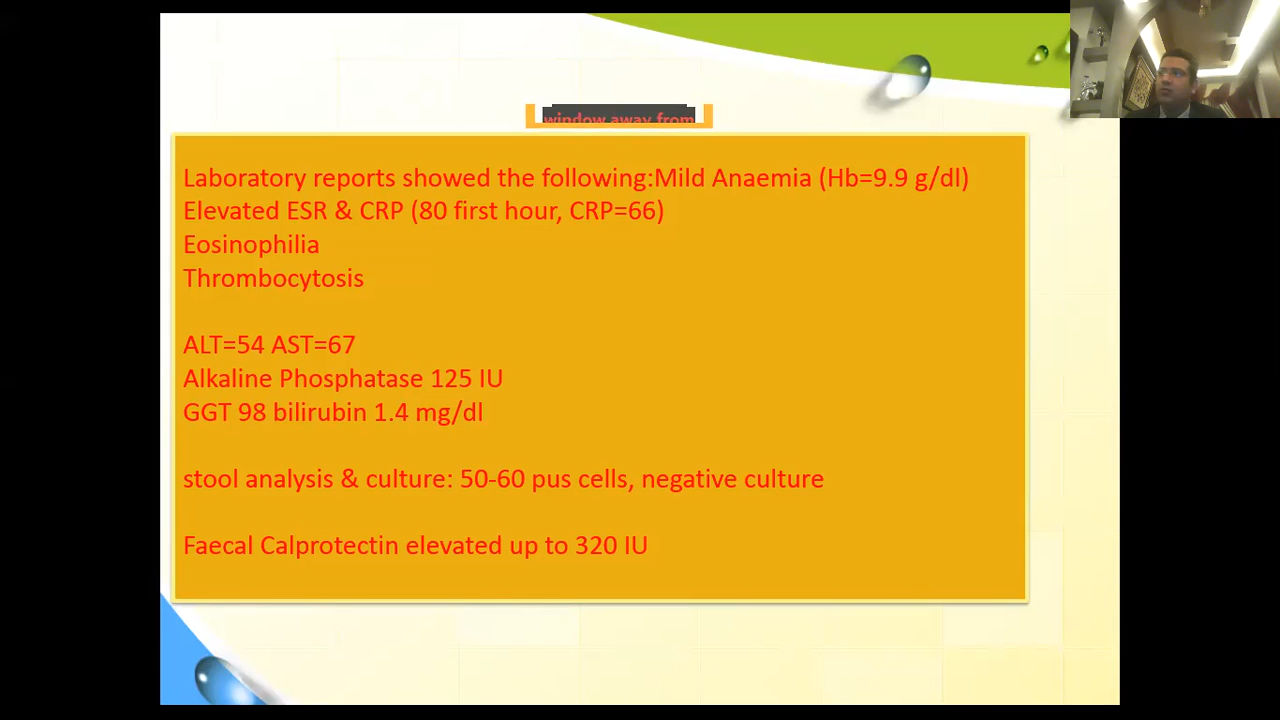 window away from
Laboratory reports showed the following:Mild Anaemia (Hb=9.9 g/dl)
Elevated ESR & CRP (80 first hour, CRP=66)
Eosinophilia
Thrombocytosis
ALT=54 AST=67
Alkaline Phosphatase 125 IU
GGT 98 bilirubin 1.4 mg/dl
stool analysis & culture: 50-60 pus cells, negative culture
Faecal Calprotectin elevated up to 320 IU